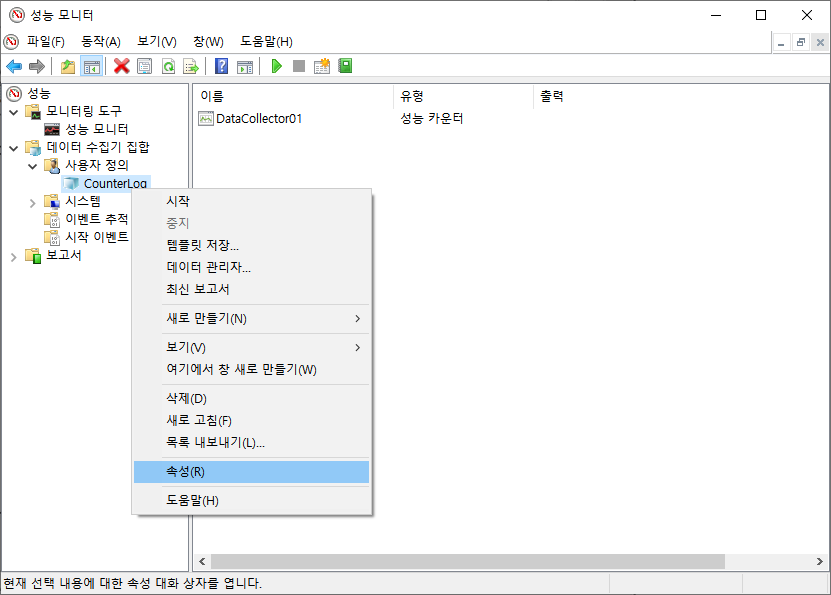 성능 모니터
파일(F) 동작(A) 보기(V) 창(W) 도움말(H)
성능
모니터링 도구
성능 모니터
데이터 수집기 집합
사용자 정의
CounterLog
시스템
이벤트 추적
시작 이벤트
보고서
이름 유형 출력
DataCollector01 성능 카운터
시작
중지
템플릿 저장...
데이터 관리자...
최신 보고서
새로 만들기(N)
보기(V)
여기에서 창 새로 만들기(W)
삭제(D)
새로 고침(F)
목록 내보내기(L)...
속성(R)
도움말(H)
현재 선택 내용에 대한 속성 대화 상자를 엽니다.